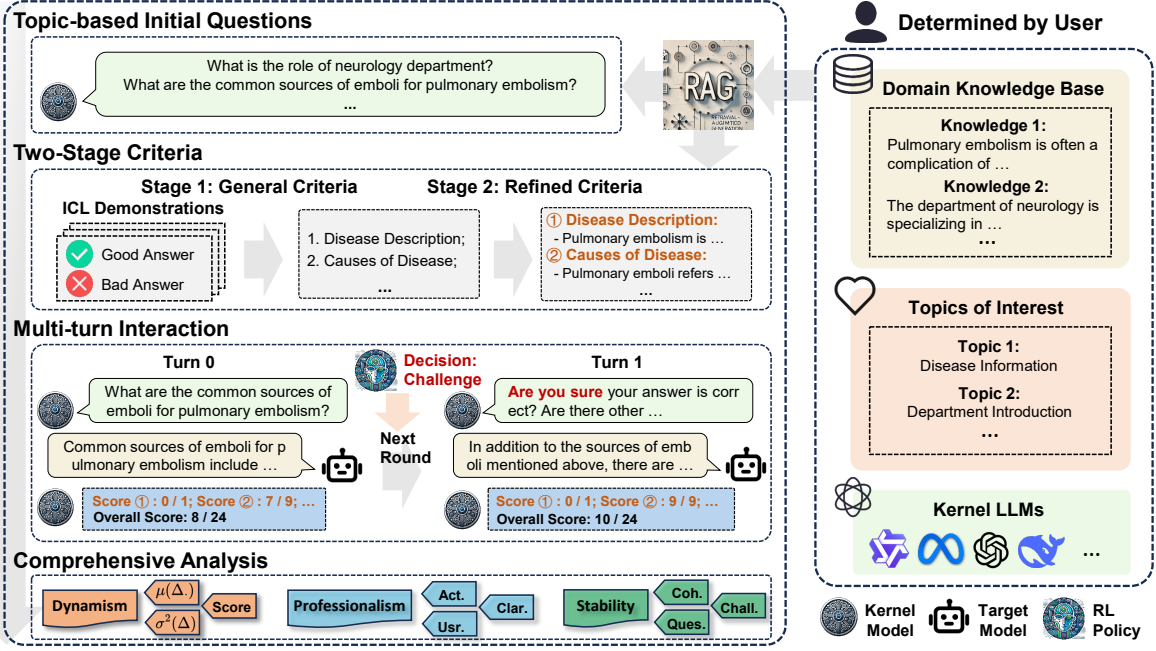 Topic-based Initial Questions
What is the role of neurology department?
What are the common sources of emboli for pulmonary embolism?
...
RAG
Two-Stage Criteria
Stage 1: General Criteria
Stage 2: Refined Criteria
ICL Demonstrations
Good Answer
Bad Answer
1. Disease Description;
2. Causes of Disease;
...
① Disease Description:
- Pulmonary embolism is …
② Causes of Disease:
- Pulmonary emboli refers …
...
Multi-turn Interaction
Turn 0
What are the common sources of
emboli for pulmonary embolism?
Common sources of emboli for p
ulmonary embolism include …
Score ① : 0 / 1; Score ② : 7 / 9; …
Overall Score: 8 / 24
Decision:
Challenge
Next
Round
Turn 1
Are you sure your answer is corr
ect? Are there other …
In addition to the sources of emb
oli mentioned above, there are …
Score ① : 0 / 1; Score ② : 9 / 9; …
Overall Score: 10 / 24
Comprehensive Analysis
Dynamism
μ(Δ.)
σ²(Δ)
Score
Professionalism
Act.
Usr.
Clar.
Stability
Coh.
Ques.
Chall.
Determined by User
Domain Knowledge Base
Knowledge 1:
Pulmonary embolism is often a
complication of …
Knowledge 2:
The department of neurology is
specializing in …
...
Topics of Interest
Topic 1:
Disease Information
Topic 2:
Department Introduction
...
Kernel LLMs
...
Kernel
Model
Target
Model
RL
Policy